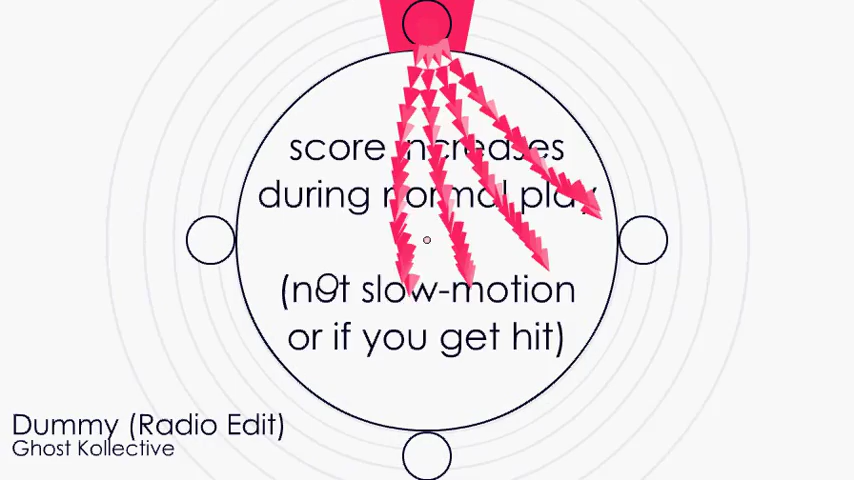 score increases
during normal play
(not slow-motion
or if you get hit)
Dummy (Radio Edit)
Ghost Kollective